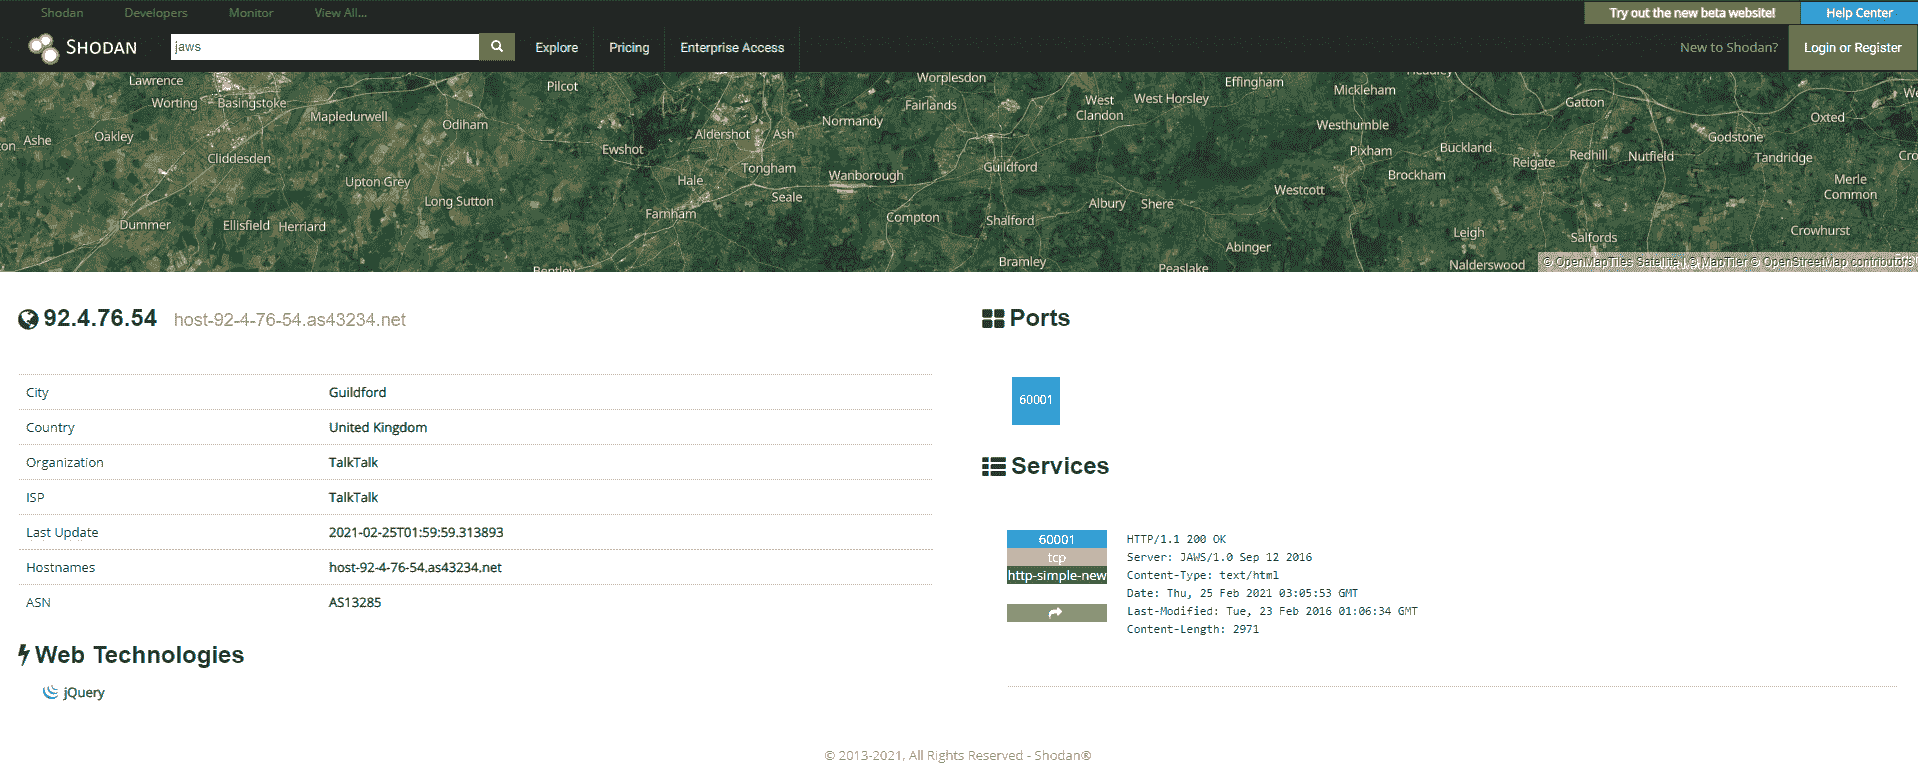 Shodan Developers Monitor View All... Try out the new beta website! Help Center
SHODAN jaws Explore Pricing Enterprise Access New to Shodan? Login or Register
Lawrence
Worting
Basingstoke
Ashe
Oakley
Mapledurwell
Cliddesden
Upton Grey
Dummer
Ellisfield
Herriard
Odiham
Long Sutton
Pilcot
Ewshot
Aldershot
Ash
Hale
Tongham
Farnham
Seale
Bentley
Worplesdon
Fairlands
Normandy
Wanborough
Guildford
Compton
Shalford
Bramley
West
Clandon
West Horsley
Effingham
Albury
Shere
Peaslake
Abinger
Westcott
Mickleham
Westhumble
Pixham
Brockham
Buckland
Leigh
Nalderswood
Gatton
Reigate
Redhill
Nutfield
Salfords
Godstone
Tandridge
Oxted
Merle
Common
Crowhurst
© OpenMapTiles Satellite | © MapTiler © OpenStreetMap contributors
92.4.76.54 host-92-4-76-54.as43234.net
City Guildford
Country United Kingdom
Organization TalkTalk
ISP TalkTalk
Last Update 2021-02-25T01:59:59.313893
Hostnames host-92-4-76-54.as43234.net
ASN AS13285
Web Technologies
jQuery
Ports
60001
Services
60001
tcp
http-simple-new
HTTP/1.1 200 OK
Server: JAWS/1.0 Sep 12 2016
Content-Type: text/html
Date: Thu, 25 Feb 2021 03:05:53 GMT
Last-Modified: Tue, 23 Feb 2016 01:06:34 GMT
Content-Length: 2971
© 2013-2021, All Rights Reserved - Shodan®